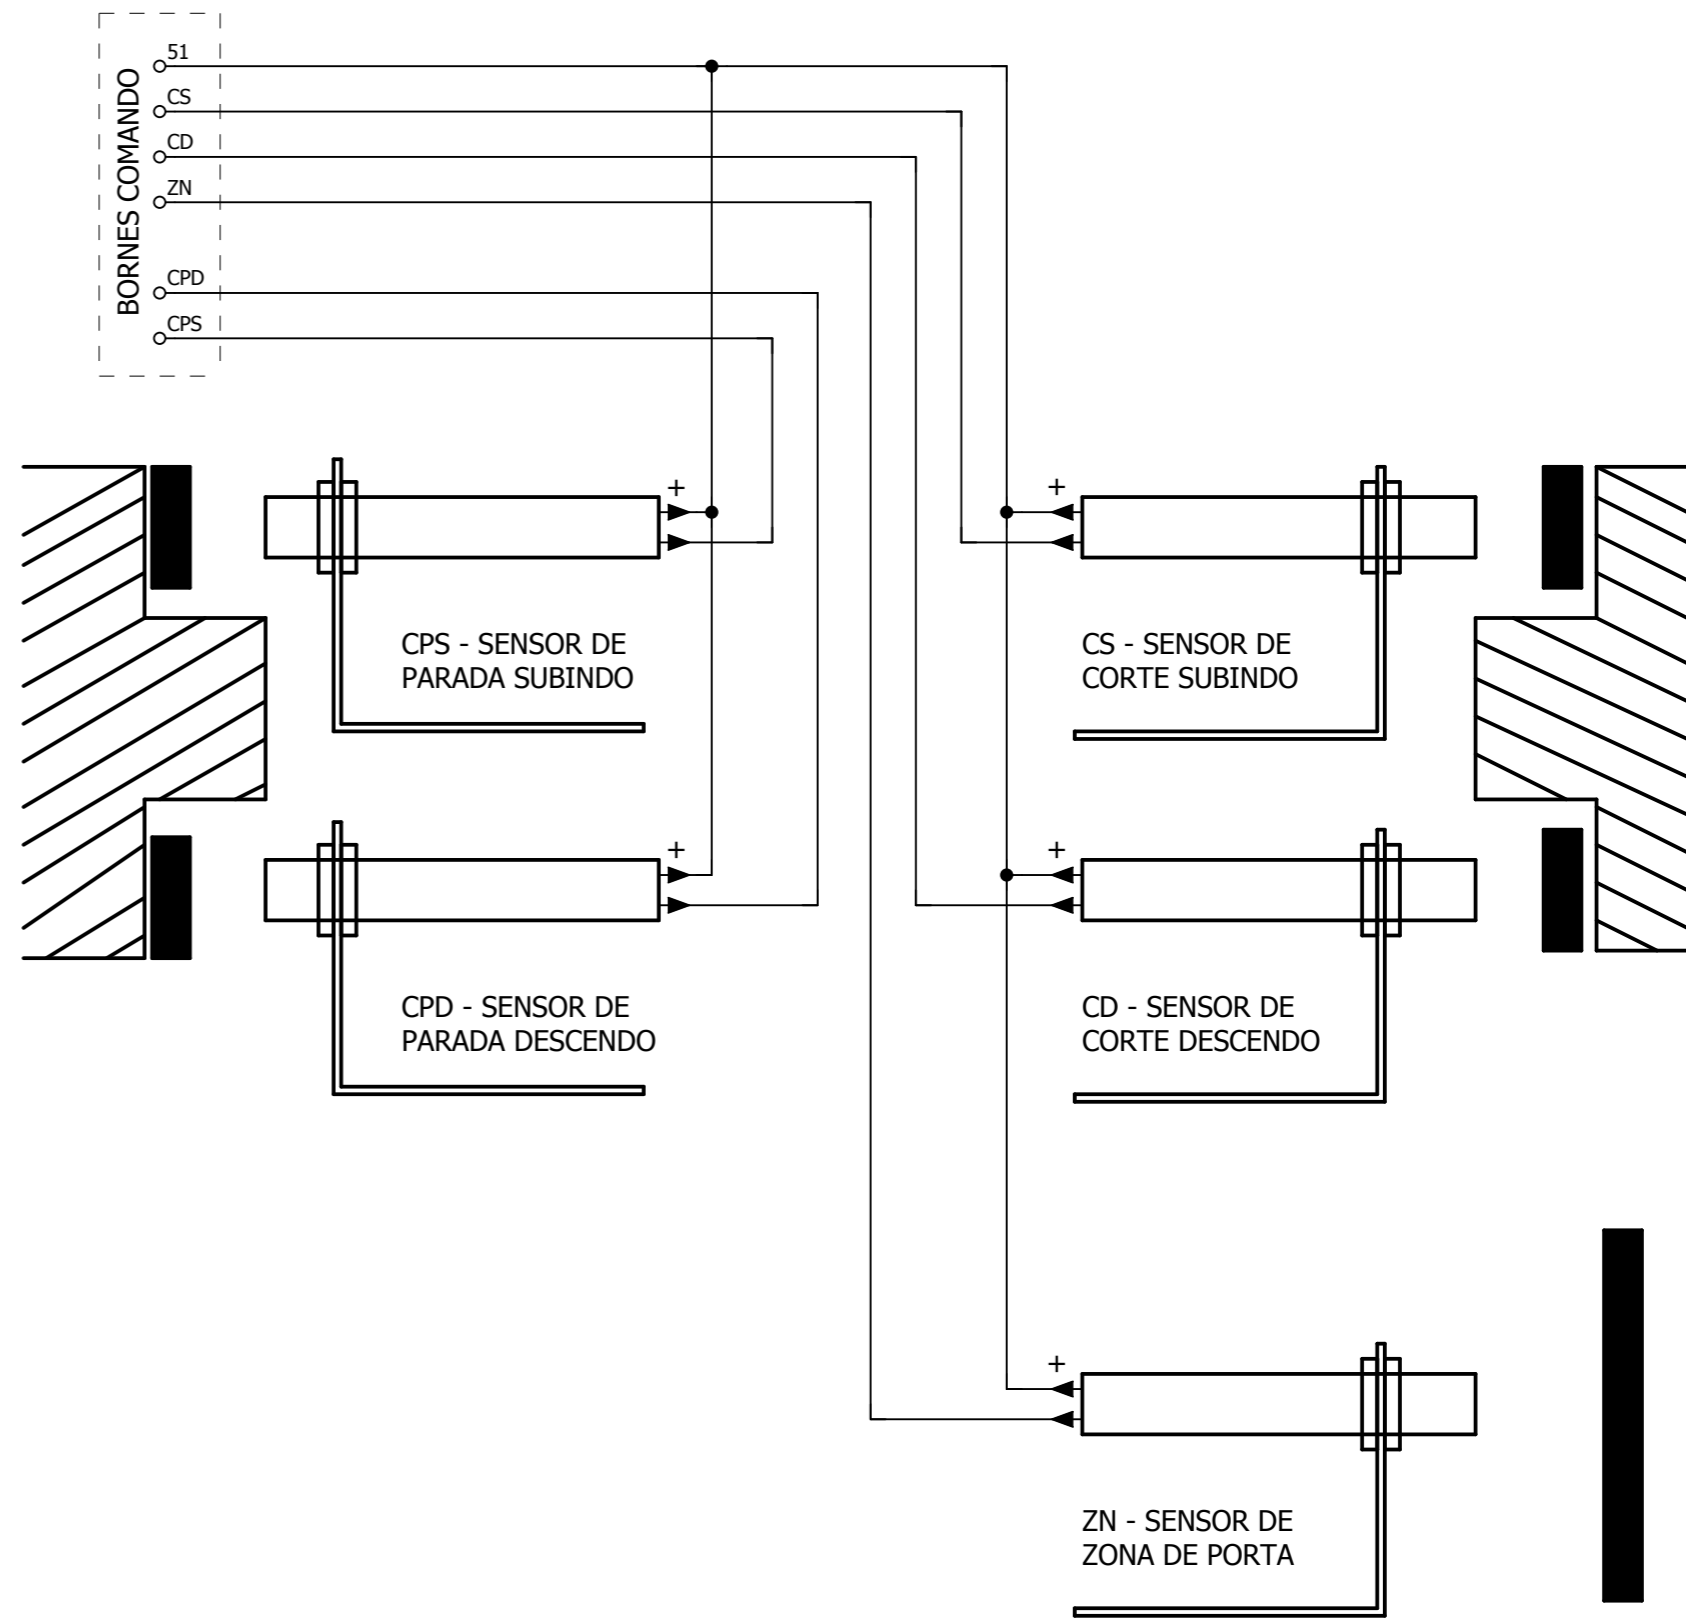 BORNES COMANDO
51
CS
CD
ZN
CPD
CPS
+
+
CPS - SENSOR DE
PARADA SUBINDO
CS - SENSOR DE
CORTE SUBINDO
+
+
CPD - SENSOR DE
PARADA DESCENDO
CD - SENSOR DE
CORTE DESCENDO
+
ZN - SENSOR DE
ZONA DE PORTA